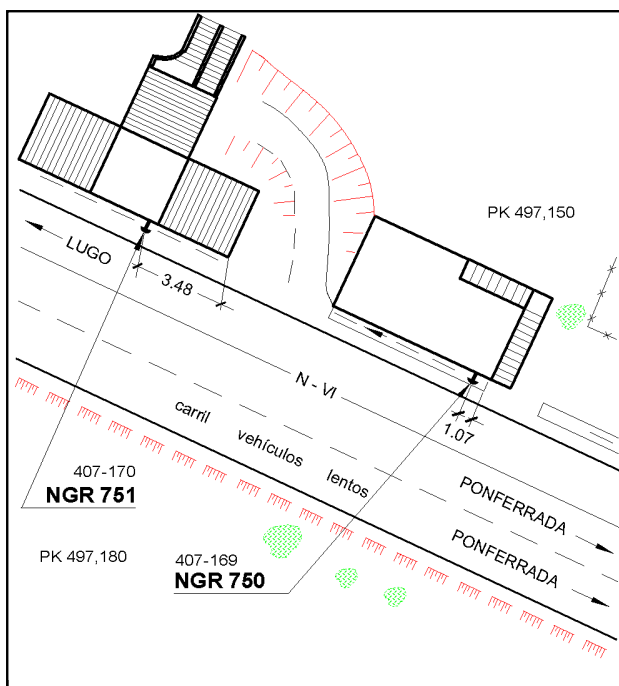 PK 497,150
LUGO
3.48
N - VI
1.07
carril vehículos lentos
PONFERRADA
PONFERRADA
407-170
NGR 751
PK 497,180
407-169
NGR 750